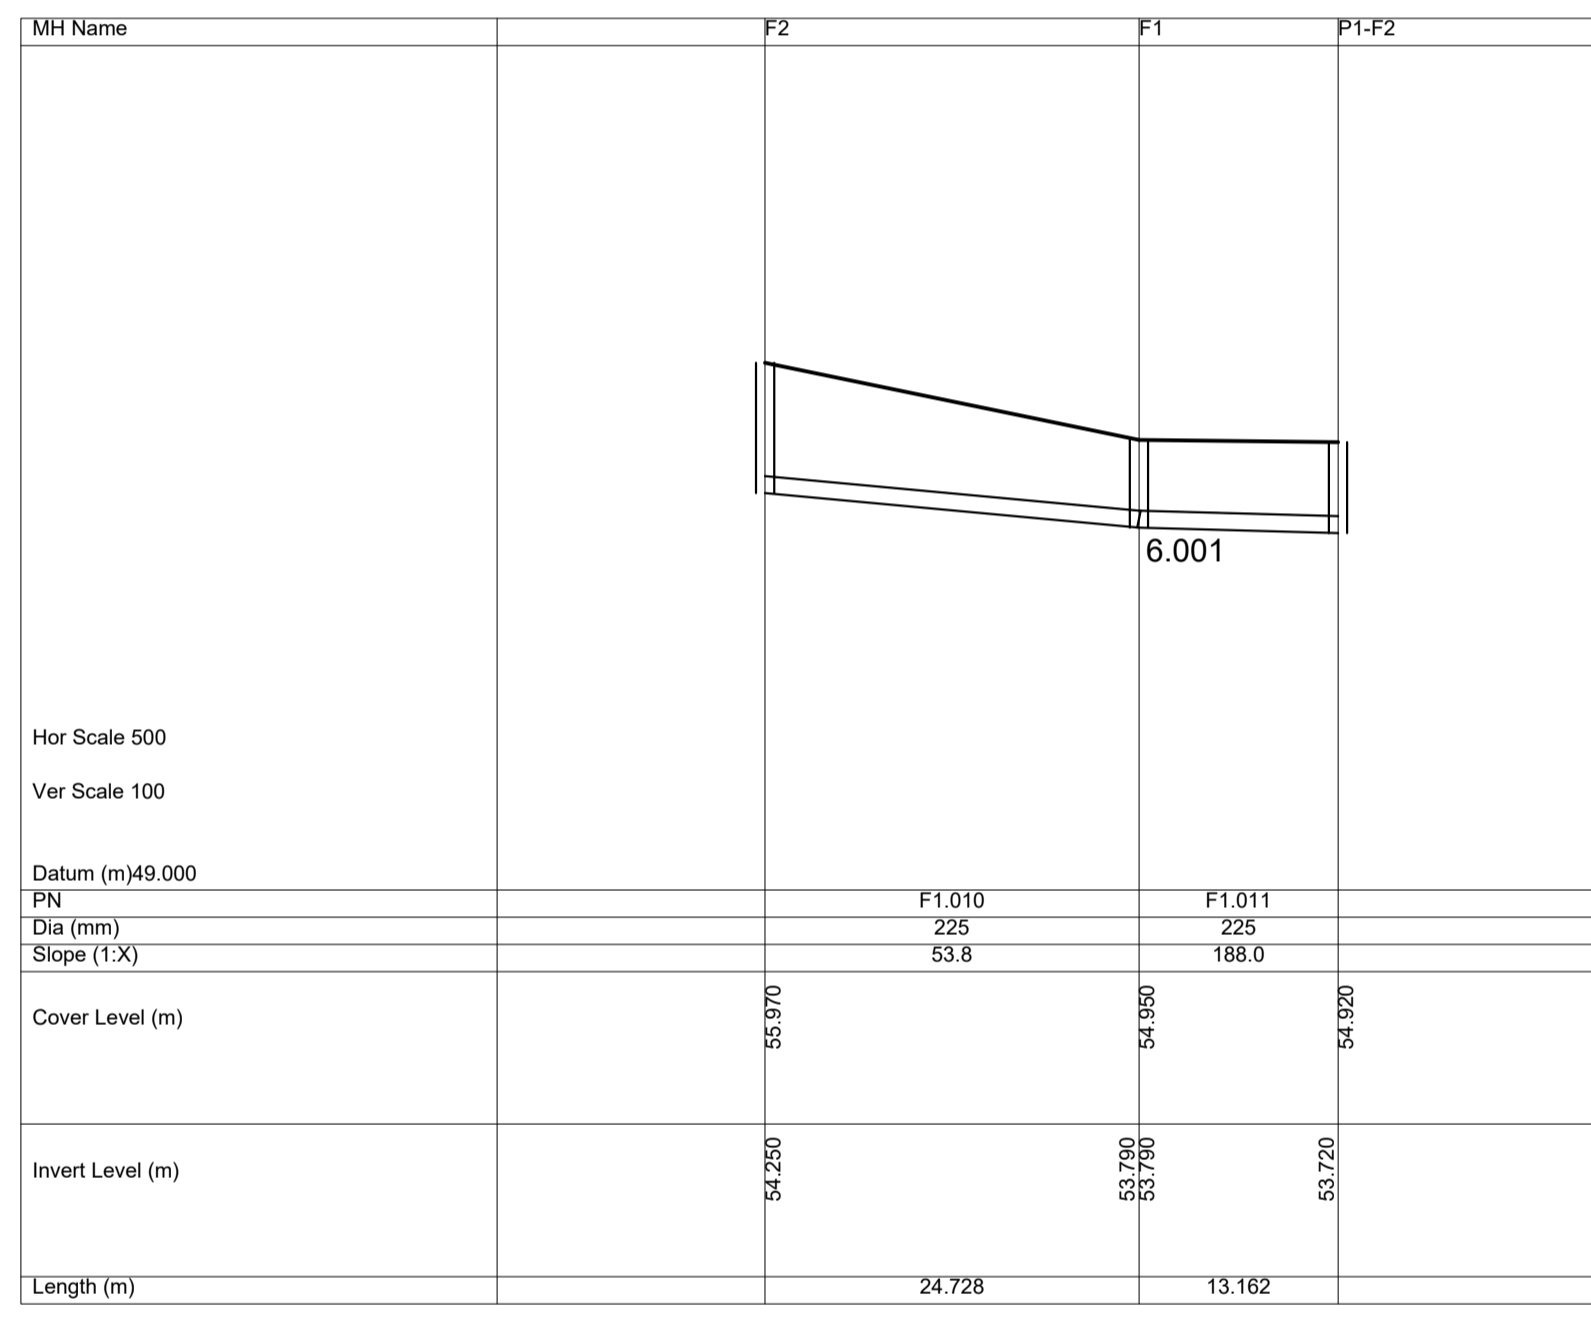 MH Name F2 F1 P1-F2
6.001
Hor Scale 500
Ver Scale 100
Datum (m)49.000
PN F1.010 F1.011
Dia (mm) 225 225
Slope (1:X) 53.8 188.0
Cover Level (m) 55.970 54.950 54.920
Invert Level (m) 54.250 53.790 53.790 53.720
Length (m) 24.728 13.162